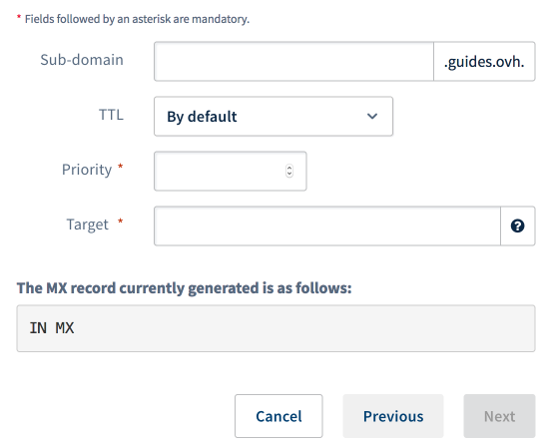 * Fields followed by an asterisk are mandatory.
Sub-domain .guides.ovh.
TTL By default
Priority *
Target * ?
The MX record currently generated is as follows:
IN MX
Cancel Previous Next